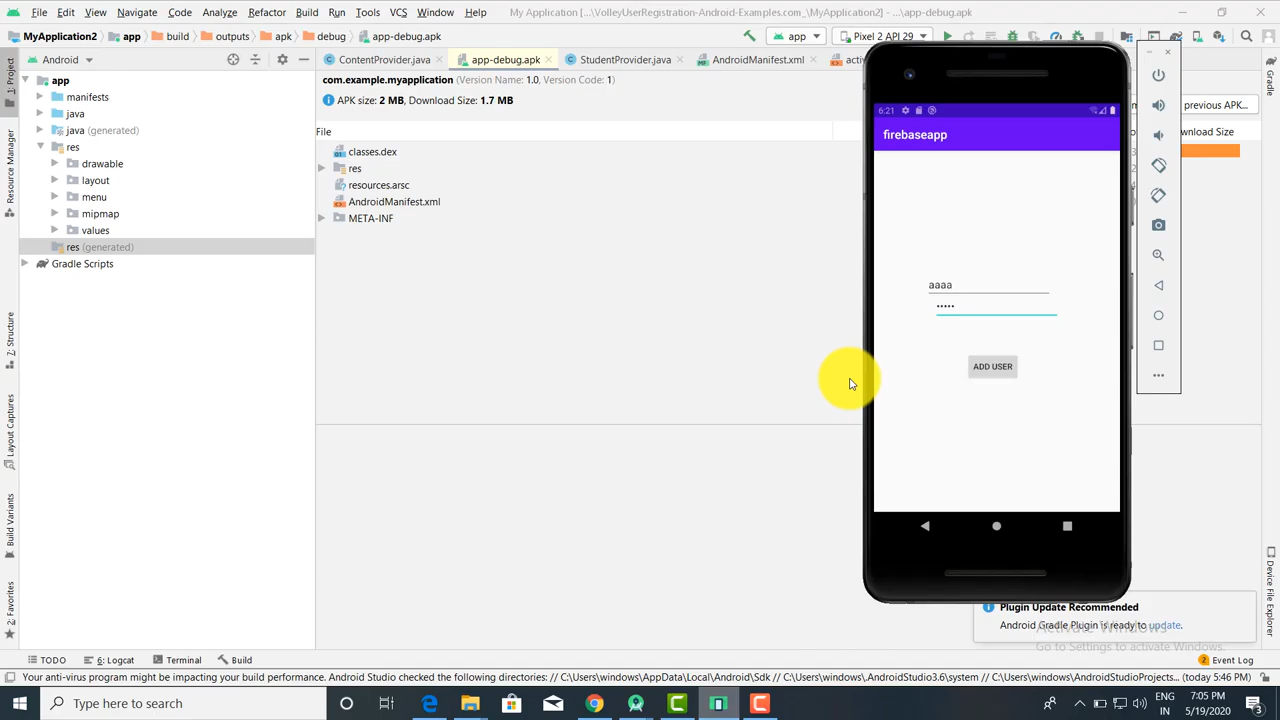 File Edit View Navigate Code Analyze Refactor Build Run Tools VCS Window Help My Application [...\VolleyUserRegistration-Android-Examples.com_\MyApplication2] - ...\app-debug.apk
MyApplication2 app build outputs apk debug app-debug.apk app Pixel 2 API 29
Android ContentProvider.java app-debug.apk StudentProvider.java AndroidManifest.xml
1: Project
Resource Manager
Z: Structure
Layout Captures
Build Variants
2: Favorites
app
manifests
java
java (generated)
res
drawable
layout
menu
mipmap
values
res (generated)
Gradle Scripts
com.example.myapplication (Version Name: 1.0, Version Code: 1)
APK size: 2 MB, Download Size: 1.7 MB
previous APK...
File
wnload Size
classes.dex
res
resources.arsc
AndroidManifest.xml
META-INF
6:21
firebaseapp
aaaa
•••••
ADD USER
Gradle
Device File Explorer
Plugin Update Recommended
Android Gradle Plugin is ready to update.
Activate Windows
Go to Settings to activate Windows.
TODO 6: Logcat Terminal Build 2 Event Log
Your anti-virus program might be impacting your build performance. Android Studio checked the following directories: // C:\Users\windows\AppData\Local\Android\Sdk // C:\Users\windows\.AndroidStudio3.6\system // C:\Users\windows\AndroidStudioProjects... (today 5:46 PM)
Type here to search
ENG
IN
7:05 PM
5/19/2020
3